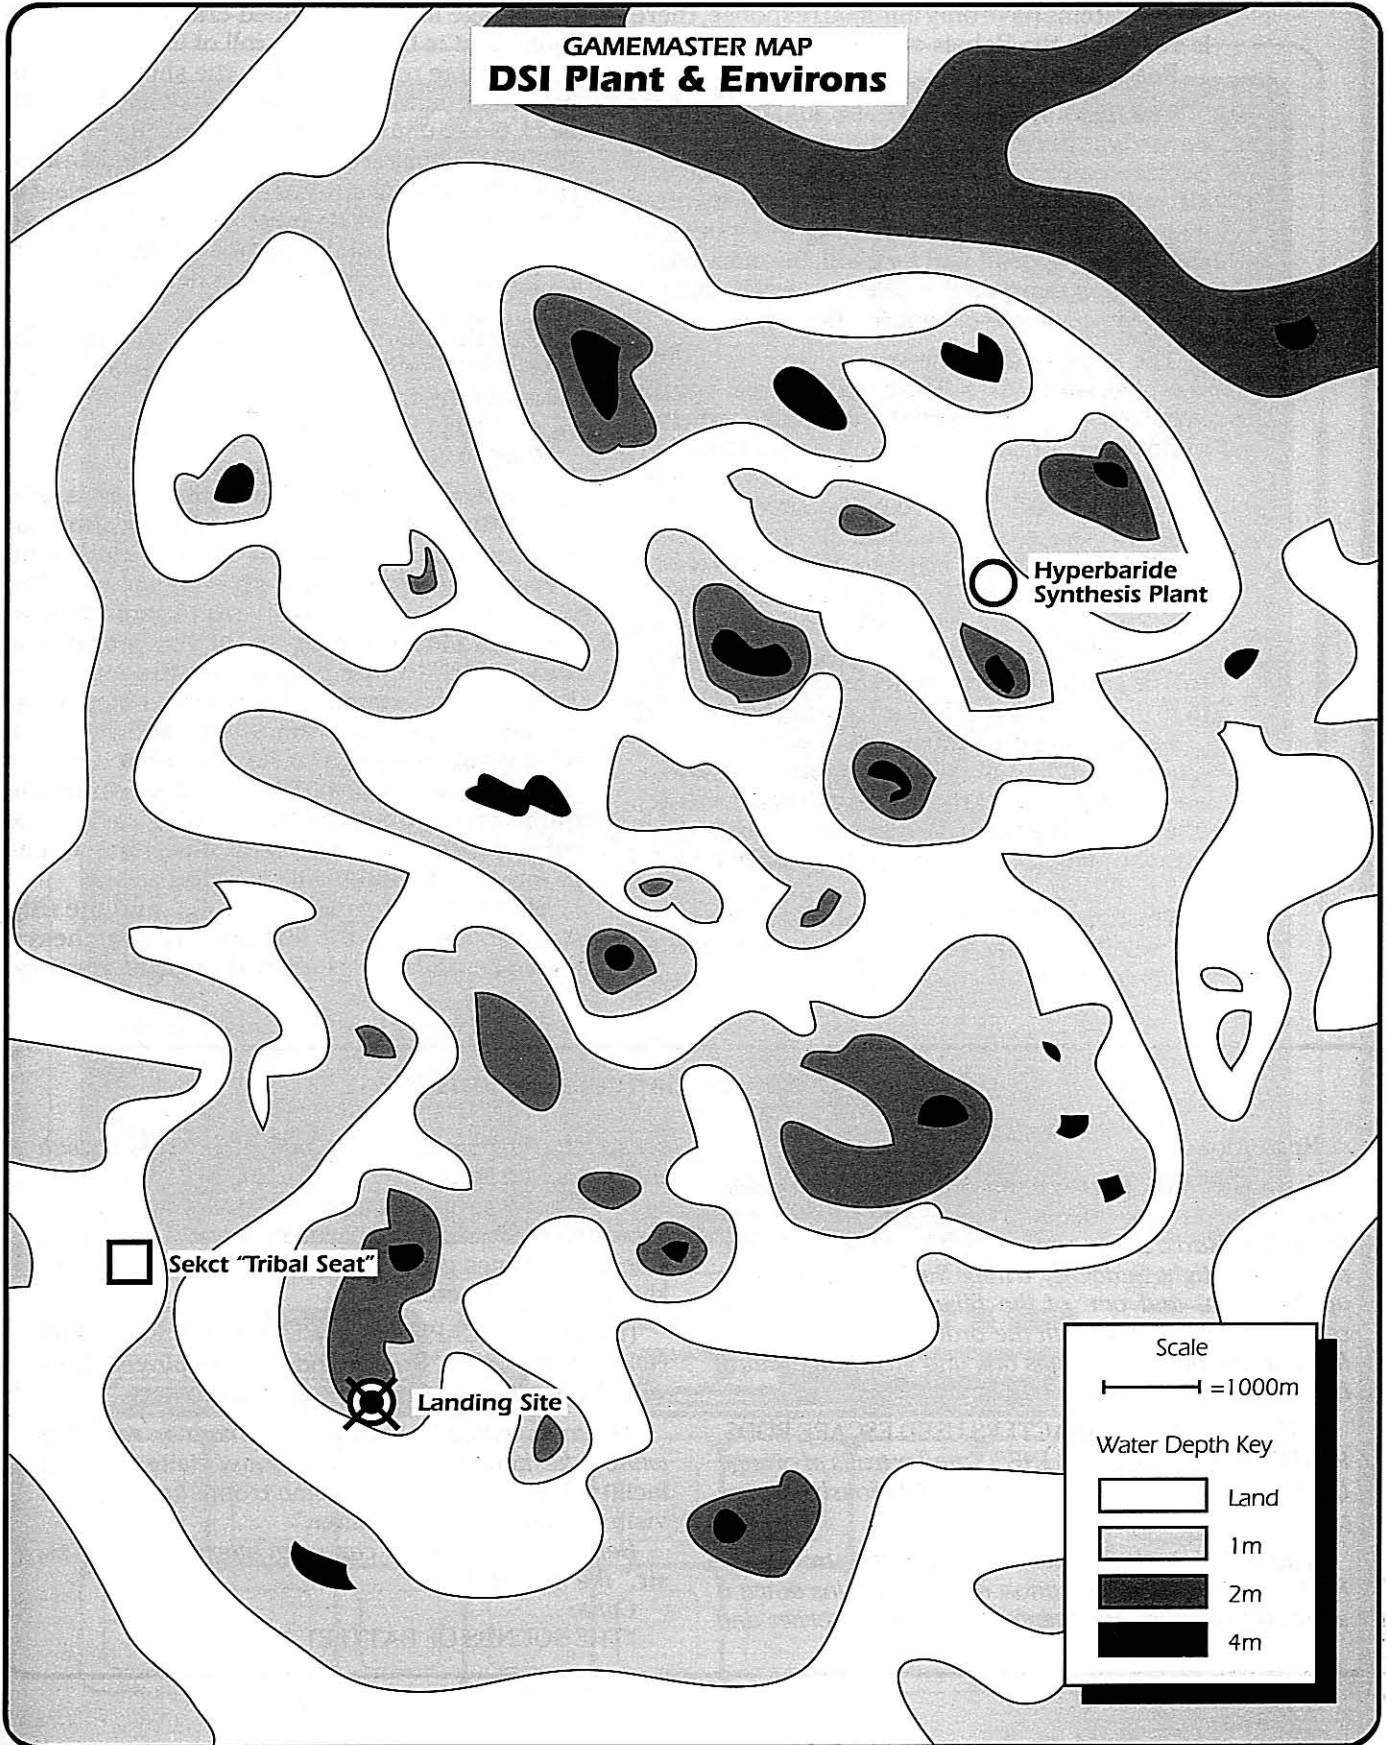 GAMEMASTER MAP
DSI Plant & Environs
Hyperbaride
Synthesis Plant
Sekct “Tribal Seat”
Landing Site
Scale
=1000m
Water Depth Key
Land
1m
2m
4m